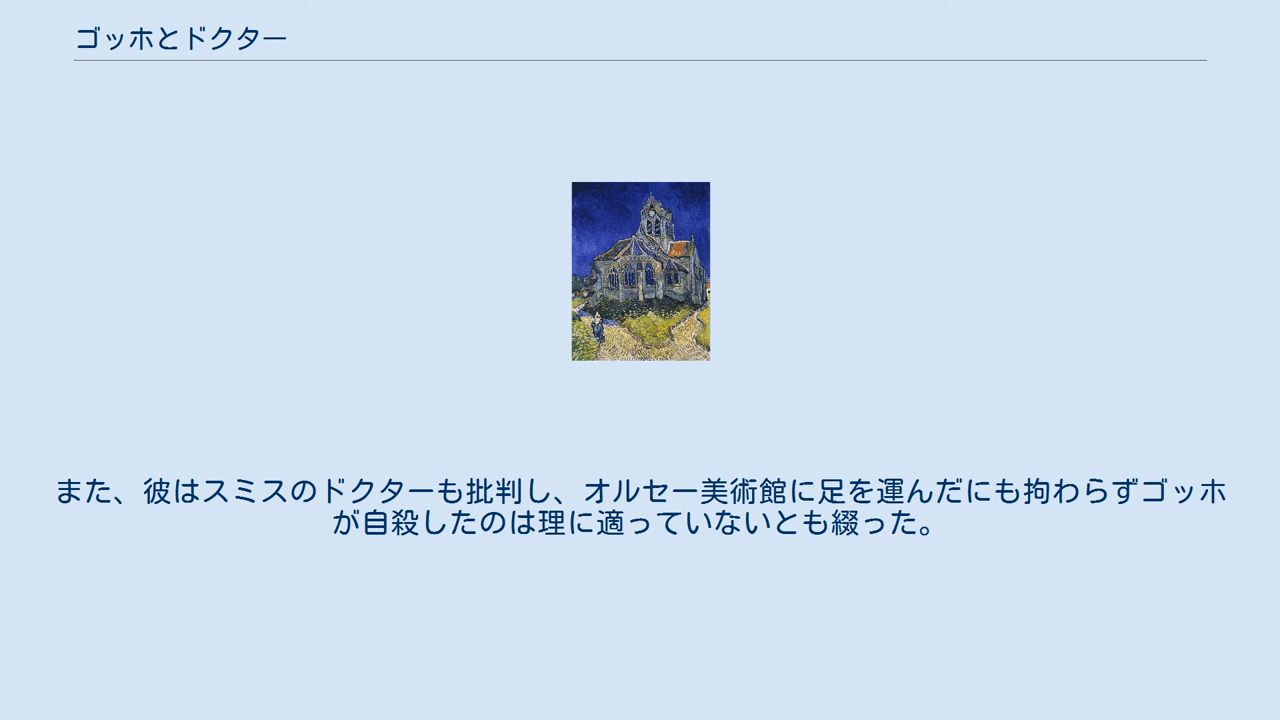 ゴッホとドクター
また、彼はスミスのドクターも批判し、オルセー美術館に足を運んだにも拘わらずゴッホ
が自殺したのは理に適っていないとも綴った。